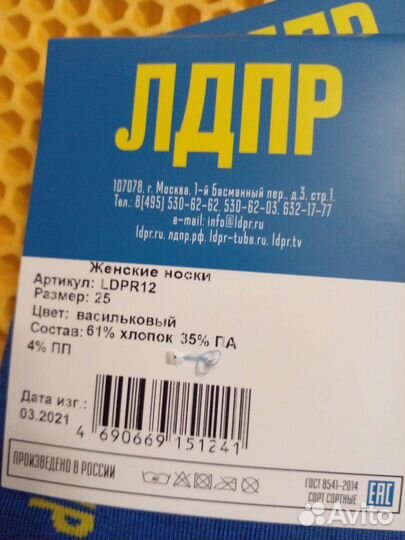 ЛДПР
107078, г. Москва, 1-й Басманный пер., д.3, стр.1.
Тел.: 8(495) 530-62-62, 530-62-03, 632-17-77
e-mail: info@ldpr.ru
ldpr.ru, лдпр.рф, ldpr-tube.ru, ldpr.tv
Женские носки
Артикул: LDPR12
Размер: 25
Цвет: васильковый
Состав: 61% хлопок 35% ПА
4% ПП
Дата изг.:
03.2021
4 690669 151241
ПРОИЗВЕДЕНО В РОССИИ
ГОСТ 8541-2014
СОРТ СОРТНЫЕ
EAC
Р
Avito